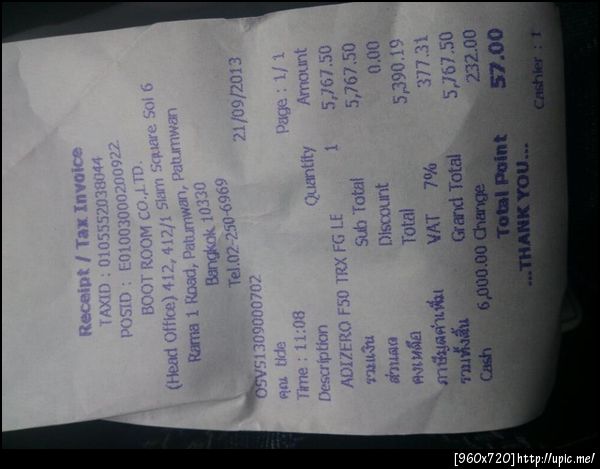 Receipt / Tax Invoice
TAXID : 0105552038044
POSID : E01003000200922
BOOT ROOM CO.,LTD.
(Head Office) 412, 412/1 Siam Square Soi 6
Rama 1 Road, Patumwan, Patumwan
Bangkok 10330
Tel.02-250-6969
21/09/2013
OSV51309000702
คุณ tide
Time : 11:08 Page : 1/ 1
Description Quantity Amount
ADIZERO F50 TRX FG LE 1 5,767.50
รวมเงิน Sub Total 5,767.50
ส่วนลด Discount 0.00
คงเหลือ Total 5,390.19
ภาษีมูลค่าเพิ่ม VAT 7% 377.31
รวมทั้งสิ้น Grand Total 5,767.50
Cash 6,000.00 Change 232.00
Total Point 57.00
...THANK YOU...
Cashier : 1
[960x720]http://upic.me/